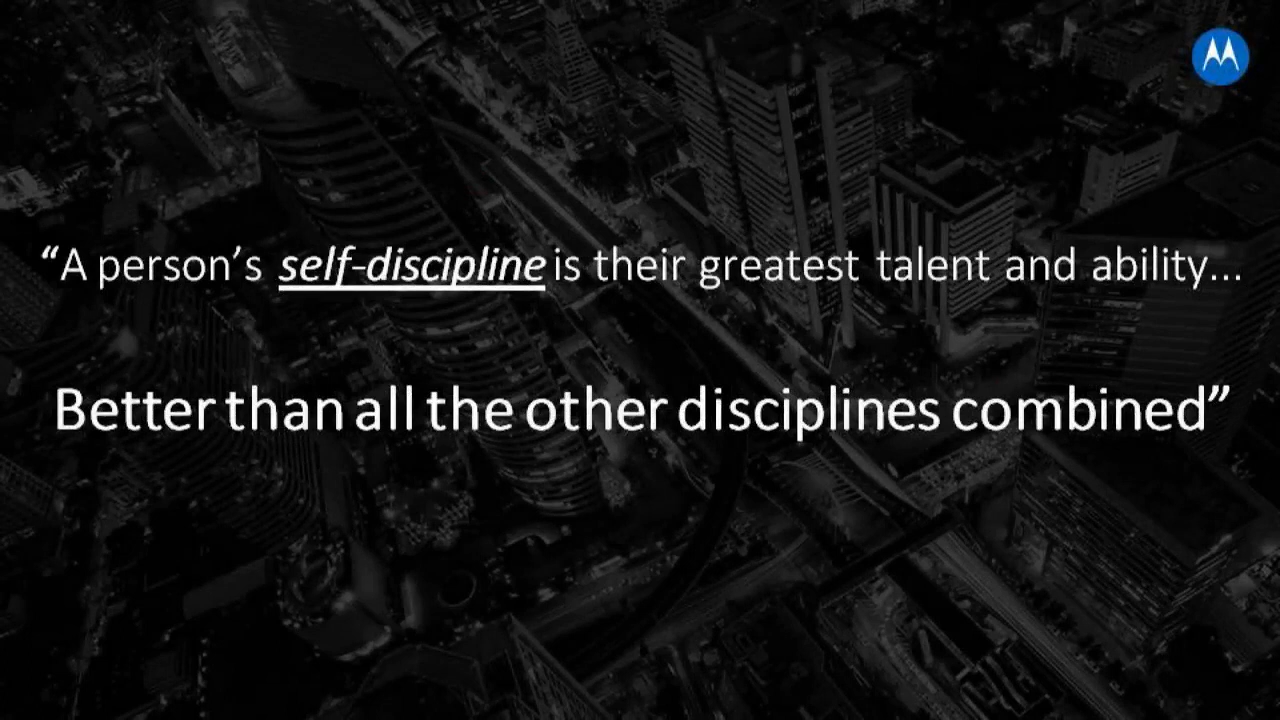 “A person’s self-discipline is their greatest talent and ability...
Better than all the other disciplines combined”